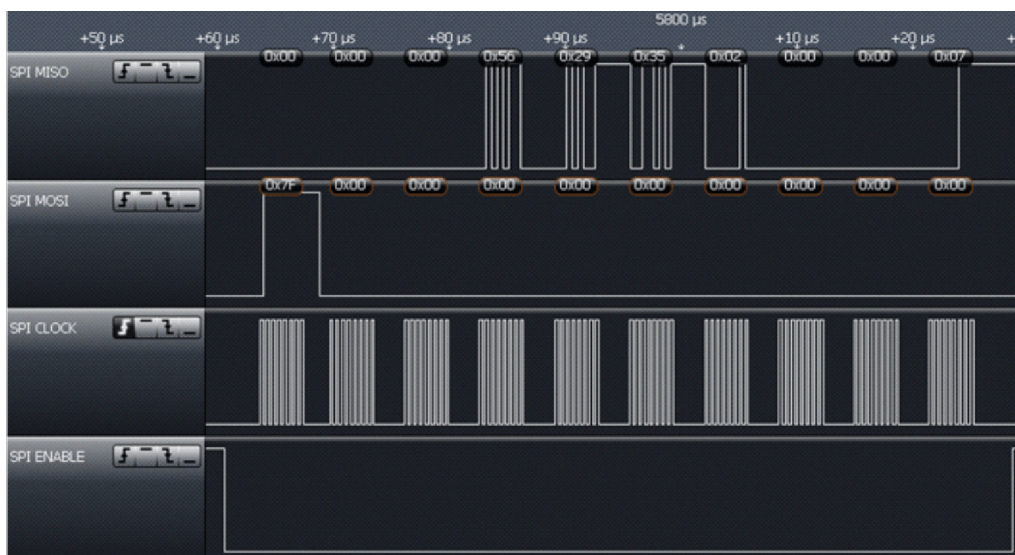 5800 µs
+50 µs +60 µs +70 µs +80 µs +90 µs +10 µs +20 µs +
SPI MISO 0x00 0x00 0x00 0x56 0x29 0x35 0x02 0x00 0x00 0x07
SPI MOSI 0x7F 0x00 0x00 0x00 0x00 0x00 0x00 0x00 0x00 0x00
SPI CLOCK
SPI ENABLE